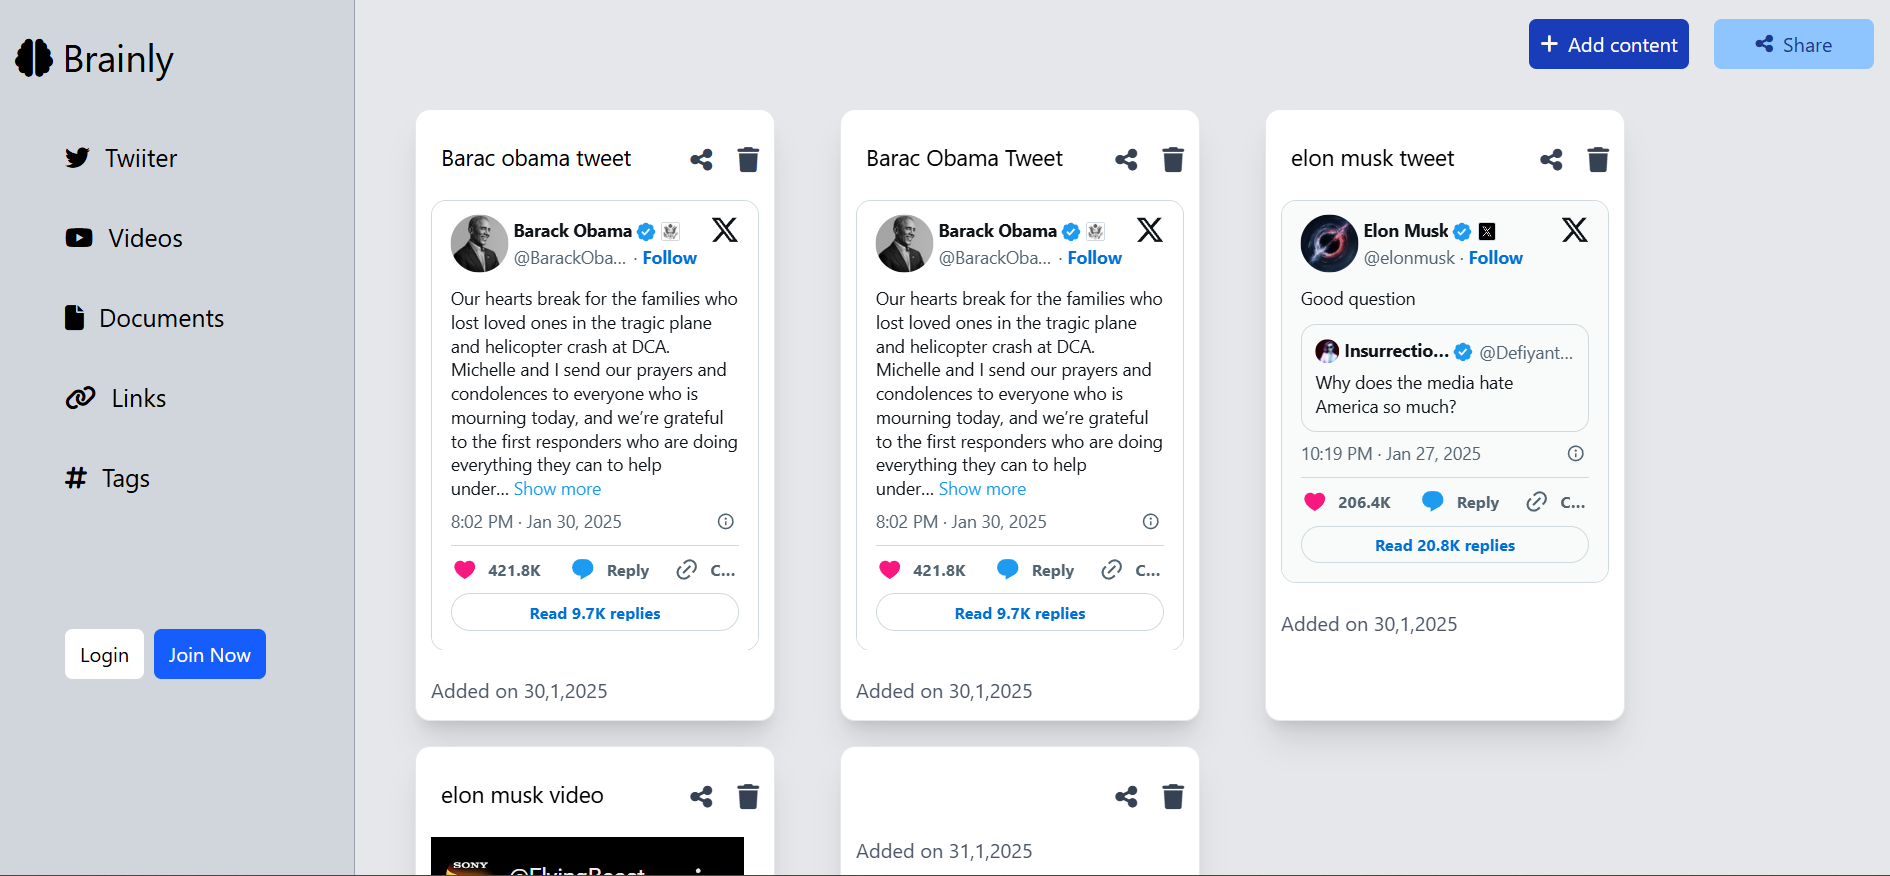 Brainly
Twiiter
Videos
Documents
Links
Tags
Login
Join Now
Add content
Share
Barac obama tweet
Barack Obama
@BarackOba... · Follow
Our hearts break for the families who
lost loved ones in the tragic plane
and helicopter crash at DCA.
Michelle and I send our prayers and
condolences to everyone who is
mourning today, and we’re grateful
to the first responders who are doing
everything they can to help
under... Show more
8:02 PM · Jan 30, 2025
421.8K Reply C...
Read 9.7K replies
Added on 30,1,2025
Barac Obama Tweet
Barack Obama
@BarackOba... · Follow
Our hearts break for the families who
lost loved ones in the tragic plane
and helicopter crash at DCA.
Michelle and I send our prayers and
condolences to everyone who is
mourning today, and we’re grateful
to the first responders who are doing
everything they can to help
under... Show more
8:02 PM · Jan 30, 2025
421.8K Reply C...
Read 9.7K replies
Added on 30,1,2025
elon musk tweet
Elon Musk
@elonmusk · Follow
Good question
Insurrectio... @Defiyant...
Why does the media hate
America so much?
10:19 PM · Jan 27, 2025
206.4K Reply C...
Read 20.8K replies
Added on 30,1,2025
elon musk video
SONY
@FlyingBeast
Added on 31,1,2025